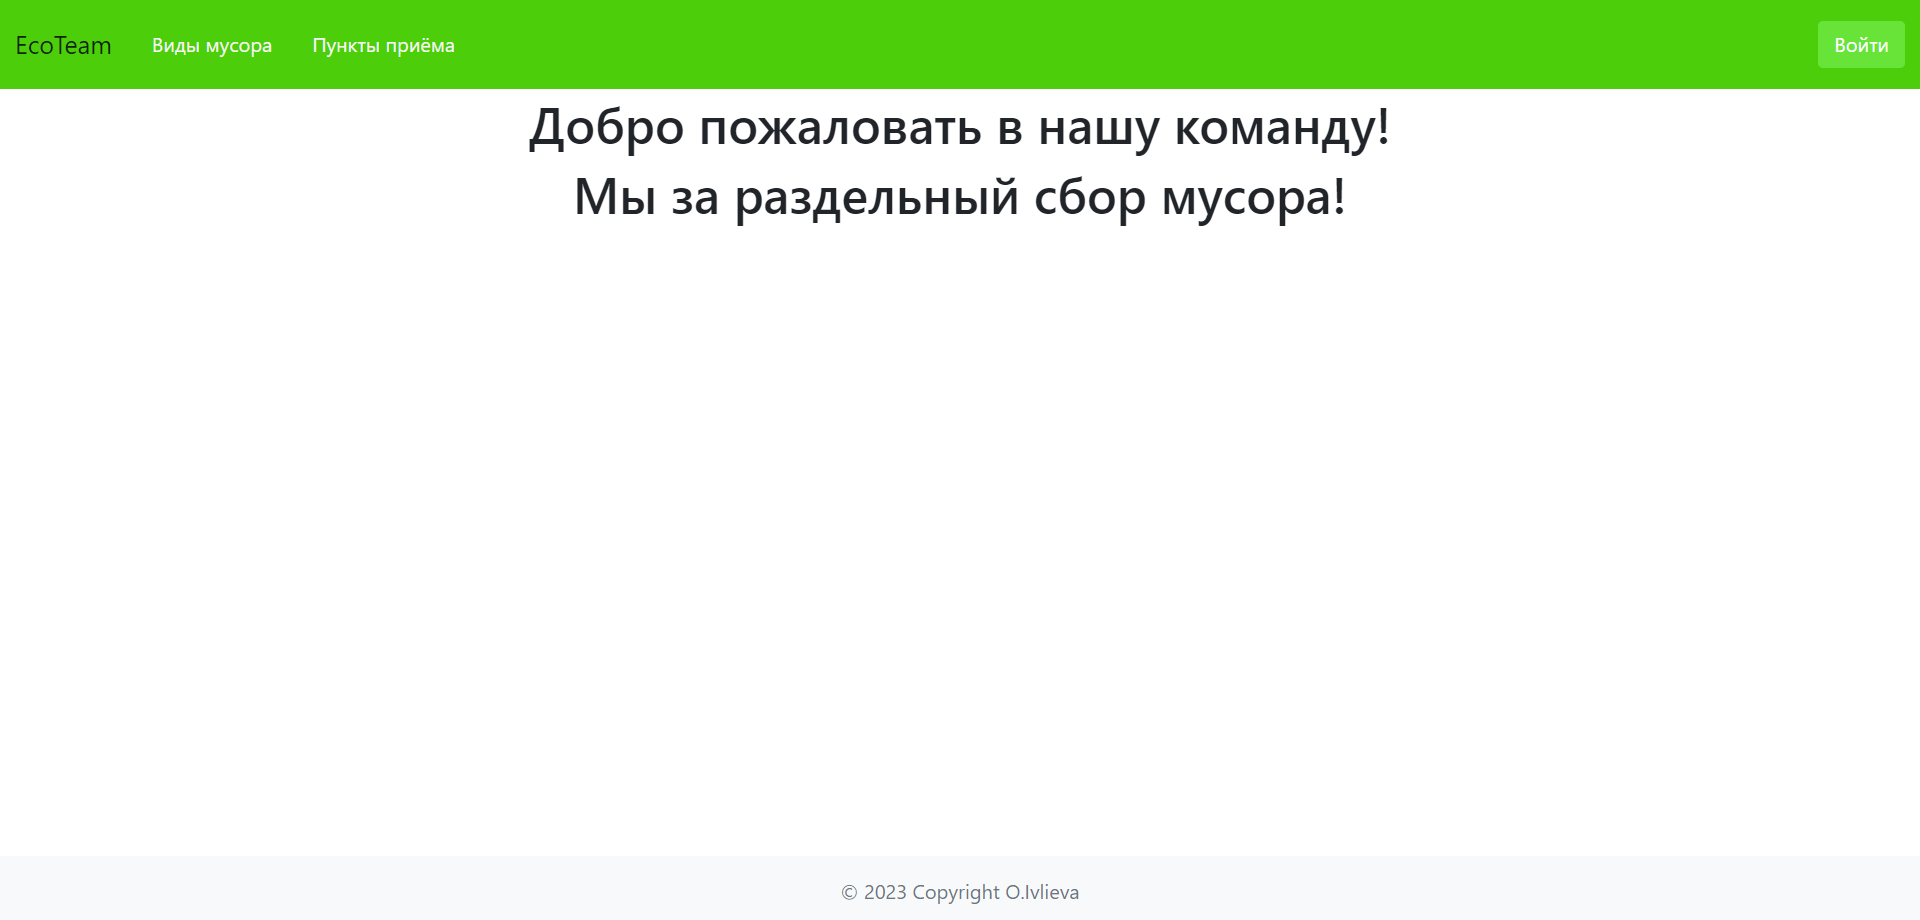 EcoTeam Виды мусора Пункты приёма Войти
Добро пожаловать в нашу команду!
Мы за раздельный сбор мусора!
© 2023 Copyright O.Ivlieva